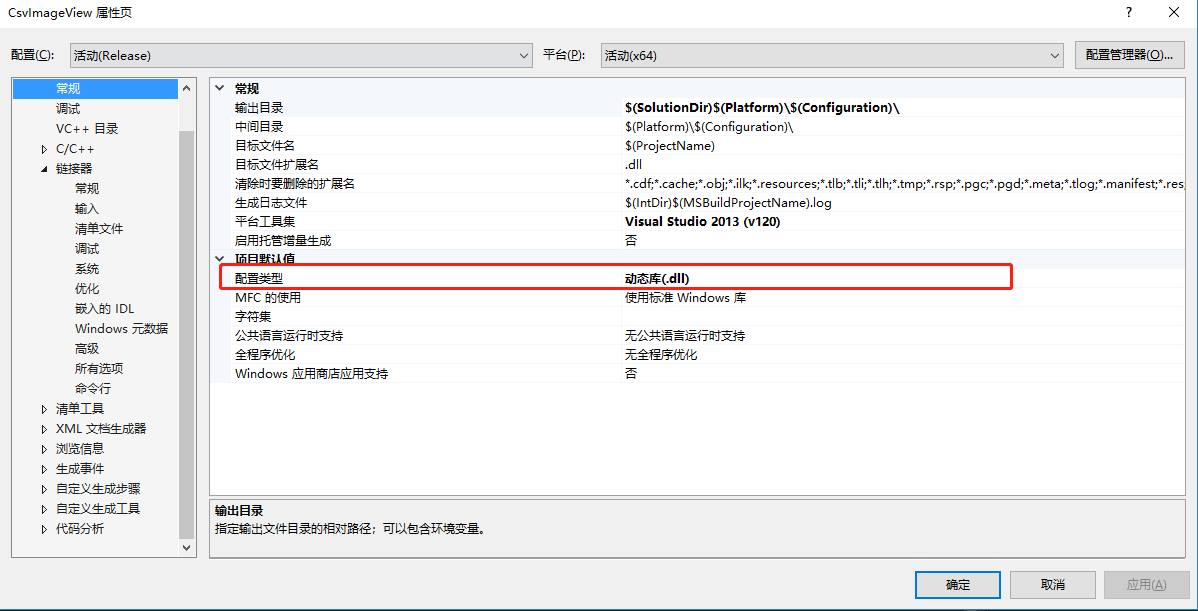 CsvImageView 属性页
?
配置(C): 活动(Release) 平台(P): 活动(x64) 配置管理器(O)...
常规
调试
VC++ 目录
C/C++
链接器
常规
输入
清单文件
调试
系统
优化
嵌入的 IDL
Windows 元数据
高级
所有选项
命令行
清单工具
XML 文档生成器
浏览信息
生成事件
自定义生成步骤
自定义生成工具
代码分析
常规
输出目录 $(SolutionDir)$(Platform)\$(Configuration)\
中间目录 $(Platform)\$(Configuration)\
目标文件名 $(ProjectName)
目标文件扩展名 .dll
清除时要删除的扩展名 *.cdf;*.cache;*.obj;*.ilk;*.resources;*.tlb;*.tli;*.tlh;*.tmp;*.rsp;*.pgc;*.pgd;*.meta;*.tlog;*.manifest;*.res;
生成日志文件 $(IntDir)$(MSBuildProjectName).log
平台工具集 Visual Studio 2013 (v120)
启用托管增量生成 否
项目默认值
配置类型 动态库(.dll)
MFC 的使用 使用标准 Windows 库
字符集
公共语言运行时支持 无公共语言运行时支持
全程序优化 无全程序优化
Windows 应用商店应用支持 否
输出目录
指定输出文件目录的相对路径；可以包含环境变量。
确定 取消 应用(A)